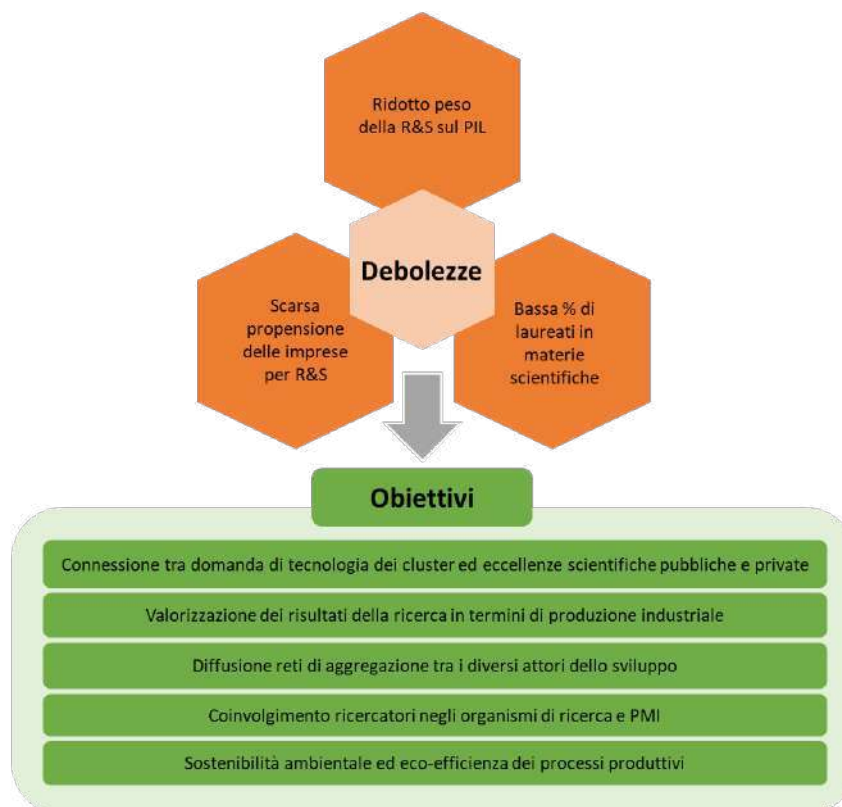 Ridotto peso
della R&S sul PIL
Debolezze
Scarsa
propensione
delle imprese
per R&S
Bassa % di
laureati in
materie
scientifiche
Obiettivi
Connessione tra domanda di tecnologia dei cluster ed eccellenze scientifiche pubbliche e private
Valorizzazione dei risultati della ricerca in termini di produzione industriale
Diffusione reti di aggregazione tra i diversi attori dello sviluppo
Coinvolgimento ricercatori negli organismi di ricerca e PMI
Sostenibilità ambientale ed eco-efficienza dei processi produttivi